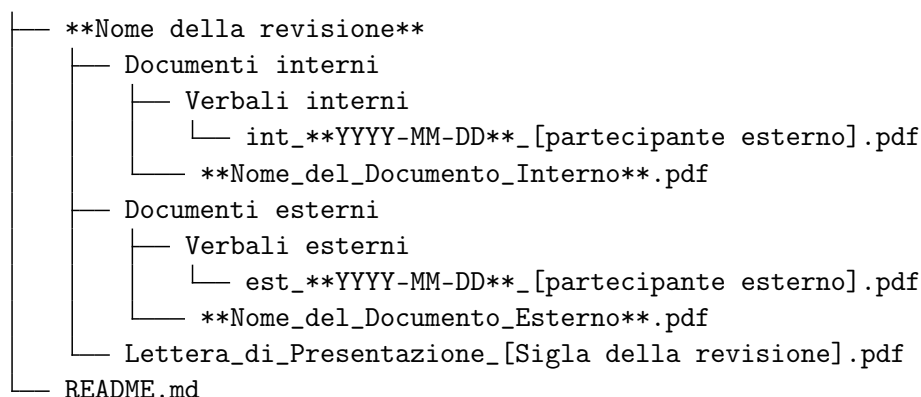 **Nome della revisione**
Documenti interni
Verbali interni
int_**YYYY-MM-DD**_[partecipante esterno].pdf
**Nome_del_Documento_Interno**.pdf
Documenti esterni
Verbali esterni
est_**YYYY-MM-DD**_[partecipante esterno].pdf
**Nome_del_Documento_Esterno**.pdf
Lettera_di_Presentazione_[Sigla della revisione].pdf
README.md